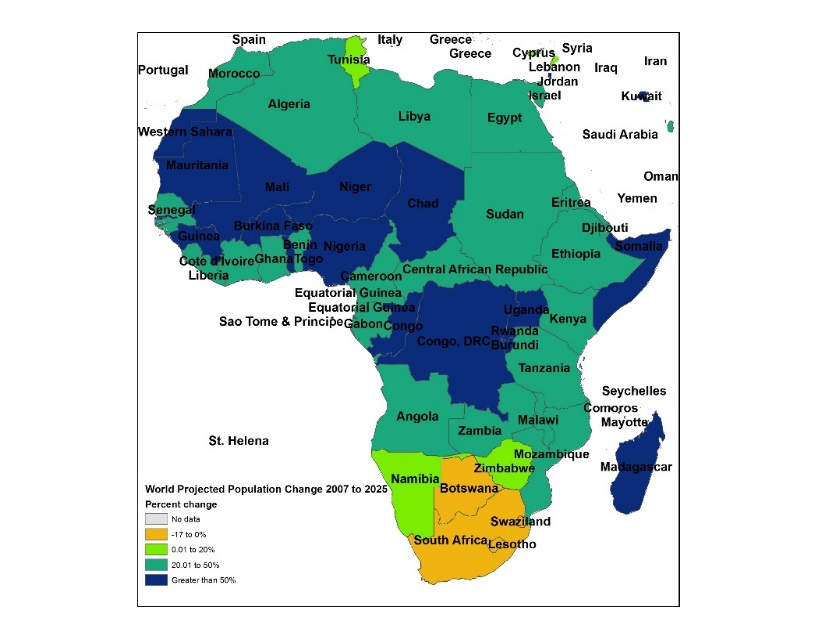 Spain
Italy
Greece
Greece
Cyprus
Syria
Tunisia
Lebanon
Iraq
Iran
Portugal
Morocco
Jordan
Israel
Kuwait
Algeria
Libya
Egypt
Western Sahara
Saudi Arabia
Mauritania
Oman
Mali
Niger
Chad
Yemen
Senegal
Sudan
Eritrea
Burkina Faso
Djibouti
Guinea
Benin
Nigeria
Somalia
Ethiopia
Cote d'Ivoire
Ghana
Togo
Liberia
Cameroon
Central African Republic
Equatorial Guinea
Equatorial Guinea
Uganda
Sao Tome & Principe
Gabon
Congo
Kenya
Rwanda
Congo, DRC
Burundi
Tanzania
Seychelles
Comoros
Angola
Malawi
Mayotte
Zambia
St. Helena
Mozambique
Zimbabwe
Madagascar
Namibia
Botswana
Swaziland
South Africa
Lesotho
World Projected Population Change 2007 to 2025
Percent change
No data
-17 to 0%
0.01 to 20%
20.01 to 50%
Greater than 50%